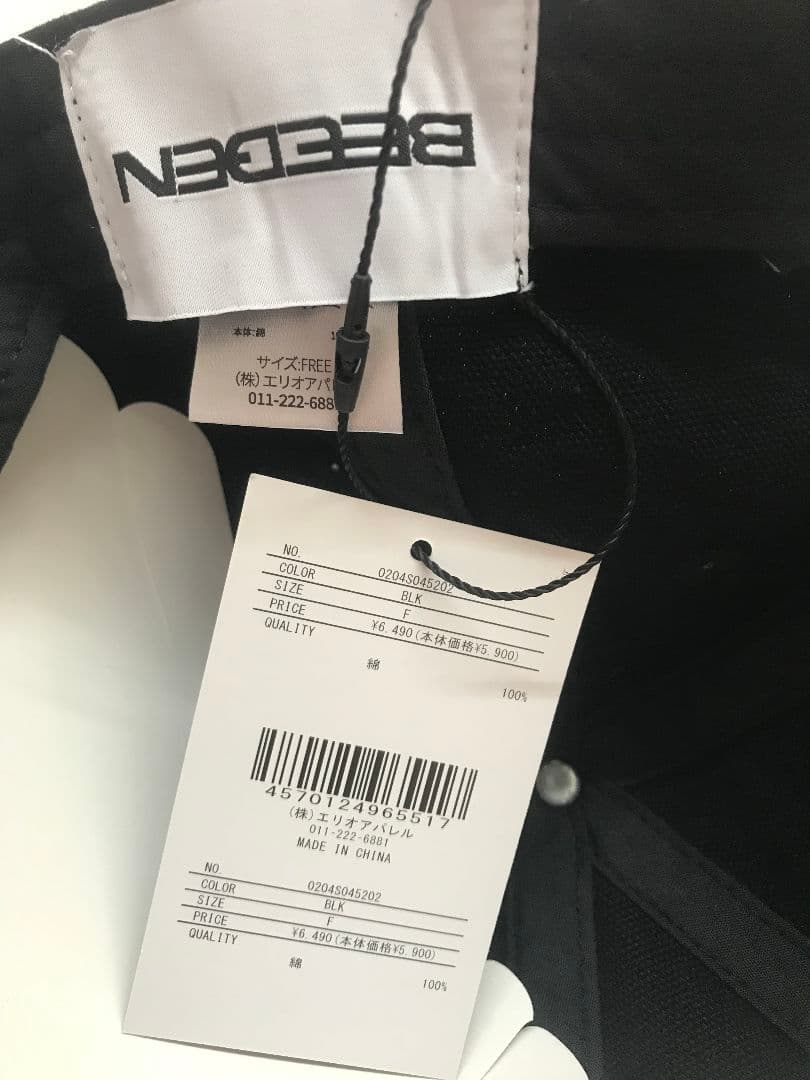 BEEDEN
本体:綿
サイズ:FREE
(株)エリオアパ
011-222-688
NO. 0204S045202
COLOR BLK
SIZE F
PRICE ¥6,490(本体価格¥5,900)
QUALITY
綿 100%
4570124965517
(株)エリオアパレル
011-222-6881
MADE IN CHINA
NO. 0204S045202
COLOR BLK
SIZE F
PRICE ¥6,490(本体価格¥5,900)
QUALITY
綿 100%